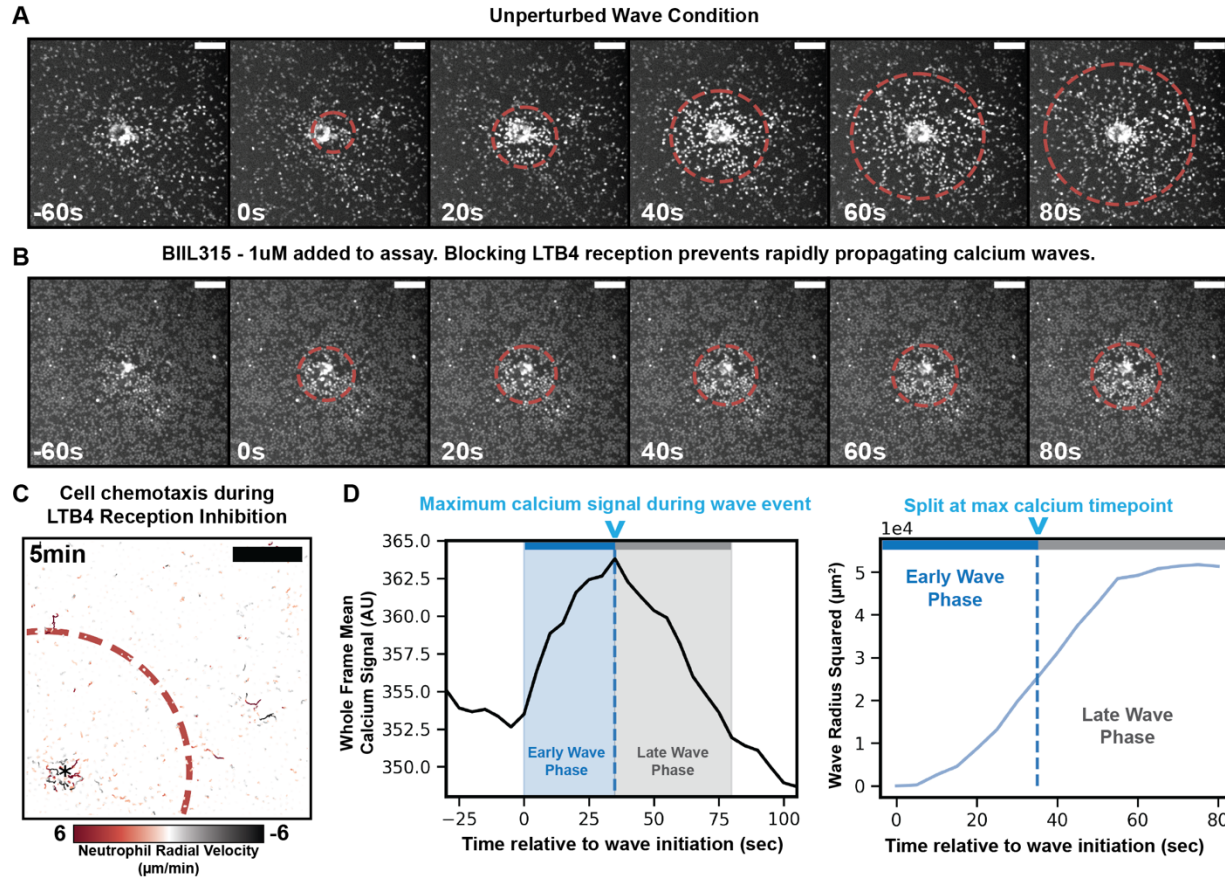 A
Unperturbed Wave Condition
-60s
0s
20s
40s
60s
80s
B
BIIL315 - 1uM added to assay. Blocking LTB4 reception prevents rapidly propagating calcium waves.
-60s
0s
20s
40s
60s
80s
C
Cell chemotaxis during
LTB4 Reception Inhibition
5min
*
6
-6
Neutrophil Radial Velocity
(µm/min)
D
Maximum calcium signal during wave event
365.0
362.5
360.0
357.5
355.0
352.5
350.0
Whole Frame Mean
Calcium Signal (AU)
Early Wave
Phase
Late Wave
Phase
−25
0
25
50
75
100
Time relative to wave initiation (sec)
Split at max calcium timepoint
1e4
5
4
3
2
1
0
Wave Radius Squared (µm²)
Early Wave
Phase
Late Wave
Phase
0
20
40
60
80
Time relative to wave initiation (sec)